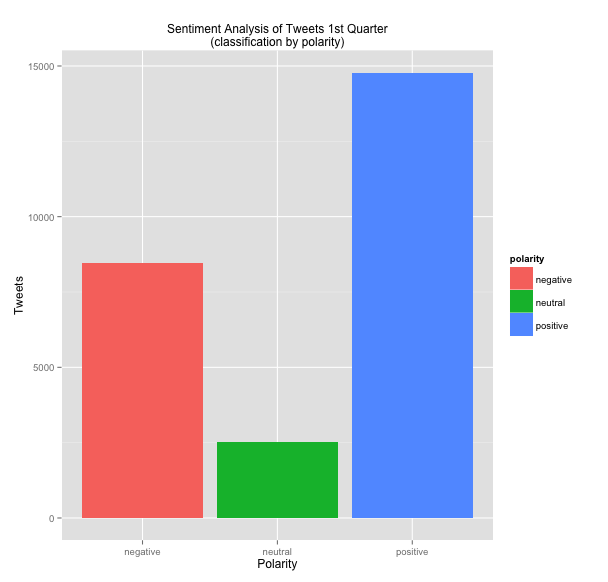 Sentiment Analysis of Tweets 1st Quarter
(classification by polarity)
Tweets
15000
10000
5000
0
negative
neutral
positive
Polarity
polarity
negative
neutral
positive